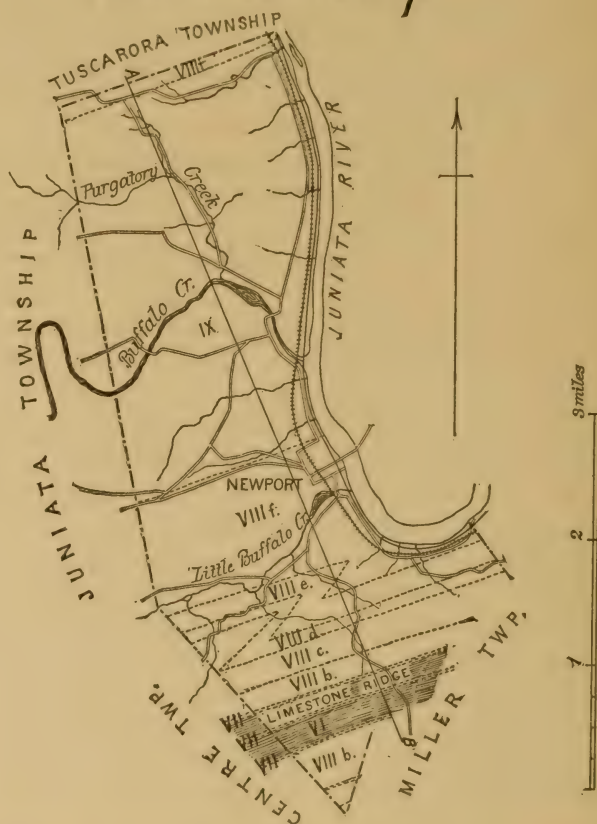 TUSCARORA TOWNSHIP
A
VIII f
JUNIATA RIVER
Purgatory Creek
JUNIATA TOWNSHIP
Buffalo Cr.
IX.
3 miles
NEWPORT
VIII f.
2
Little Buffalo Cr.
VIII e.
VIII d.
VIII c.
1
VIII b.
LIMESTONE RIDGE
VII
VI
VII
VII
VIII b.
B
CENTRE TWP.
MILLER TWP.